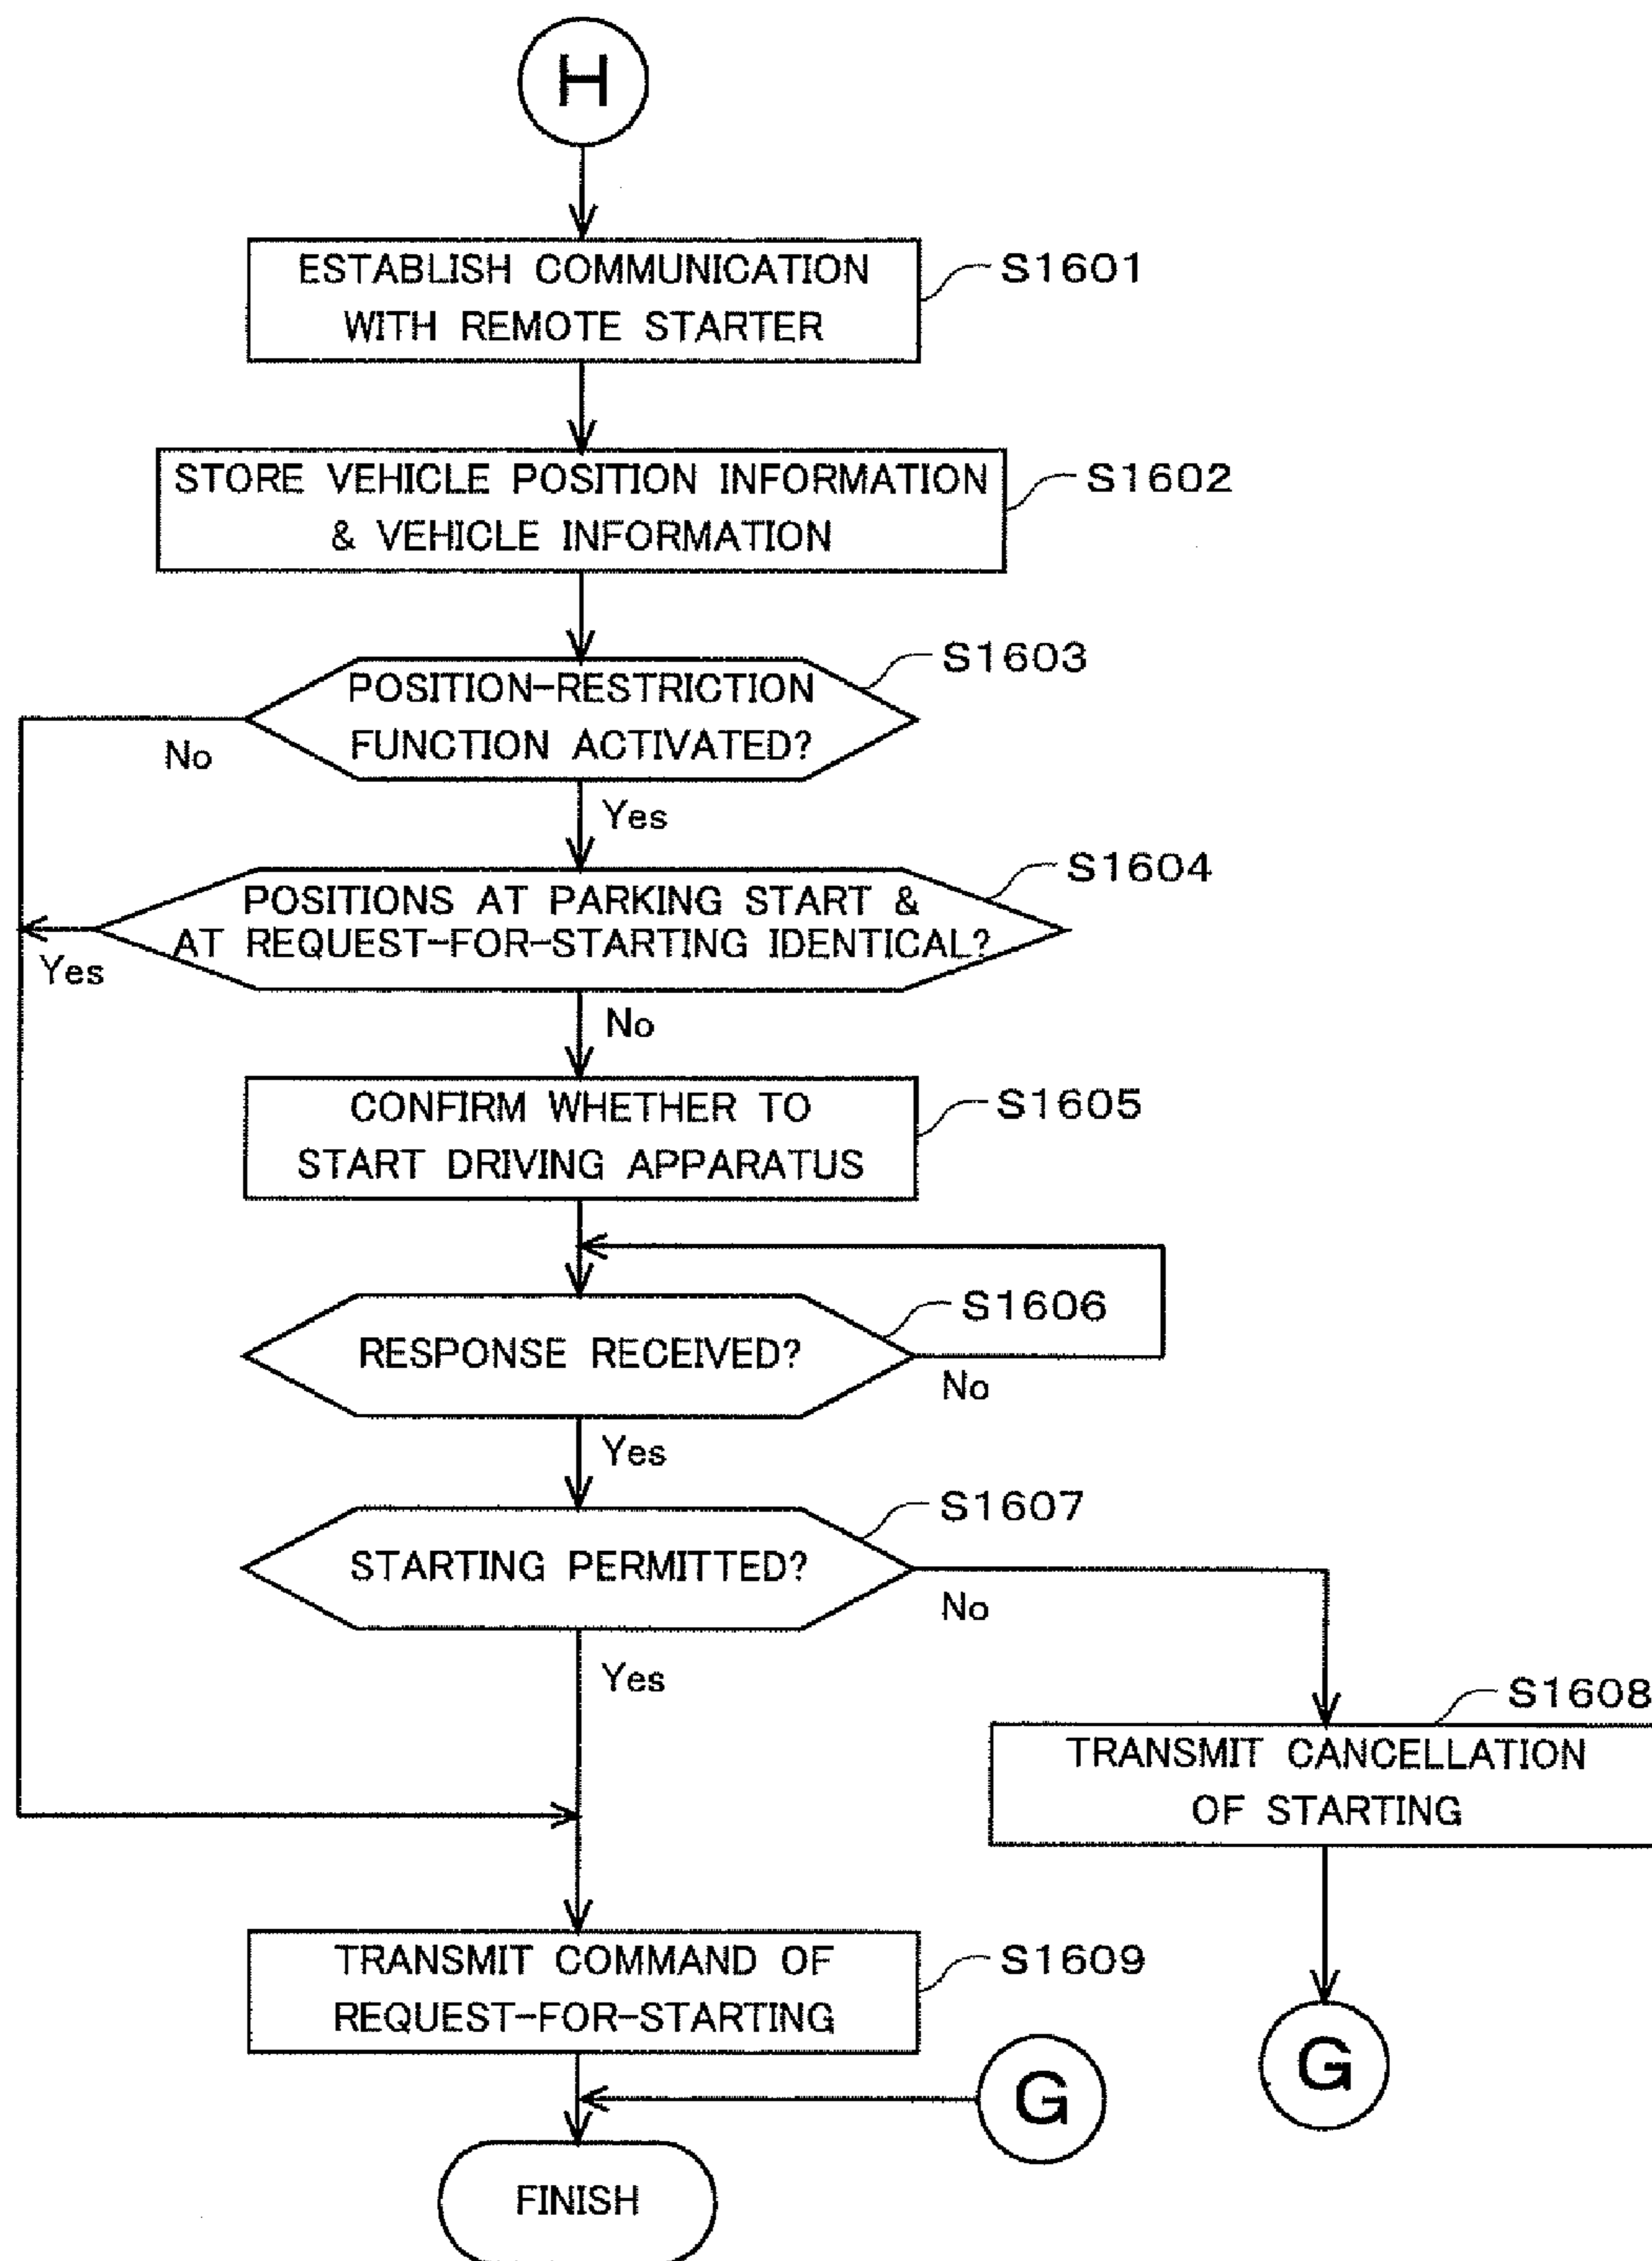 H
ESTABLISH COMMUNICATION
WITH REMOTE STARTER
S1601
STORE VEHICLE POSITION INFORMATION
& VEHICLE INFORMATION
S1602
POSITION-RESTRICTION
FUNCTION ACTIVATED?
S1603
No
Yes
POSITIONS AT PARKING START &
AT REQUEST-FOR-STARTING IDENTICAL?
S1604
Yes
No
CONFIRM WHETHER TO
START DRIVING APPARATUS
S1605
RESPONSE RECEIVED?
S1606
No
Yes
STARTING PERMITTED?
S1607
No
Yes
TRANSMIT CANCELLATION
OF STARTING
S1608
TRANSMIT COMMAND OF
REQUEST-FOR-STARTING
S1609
G
G
FINISH